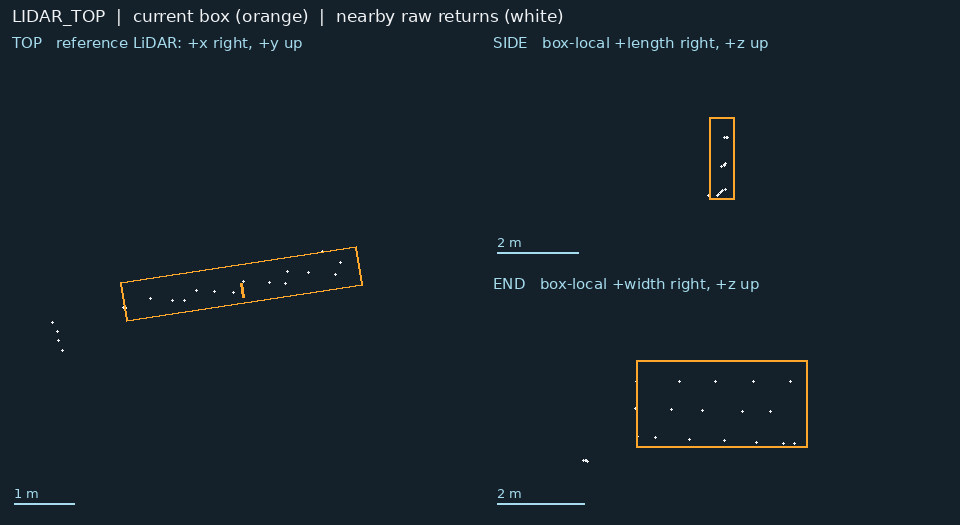 LIDAR_TOP | current box (orange) | nearby raw returns (white)
TOP reference LiDAR: +x right, +y up
SIDE box-local +length right, +z up
2 m
END box-local +width right, +z up
1 m
2 m